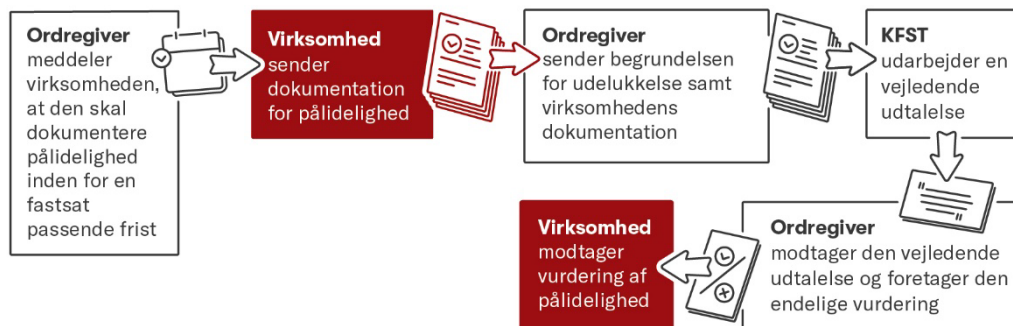 Ordregiver
meddeler
virksomheden,
at den skal
dokumentere
pålidelighed
inden for en
fastsat
passende frist
Virksomhed
sender
dokumentation
for pålidelighed
Ordregiver
sender begrundelsen
for udelukkelse samt
virksomhedens
dokumentation
KFST
udarbejder en
vejledende
udtalelse
Ordregiver
modtager den vejledende
udtalelse og foretager den
endelige vurdering
Virksomhed
modtager
vurdering af
pålidelighed